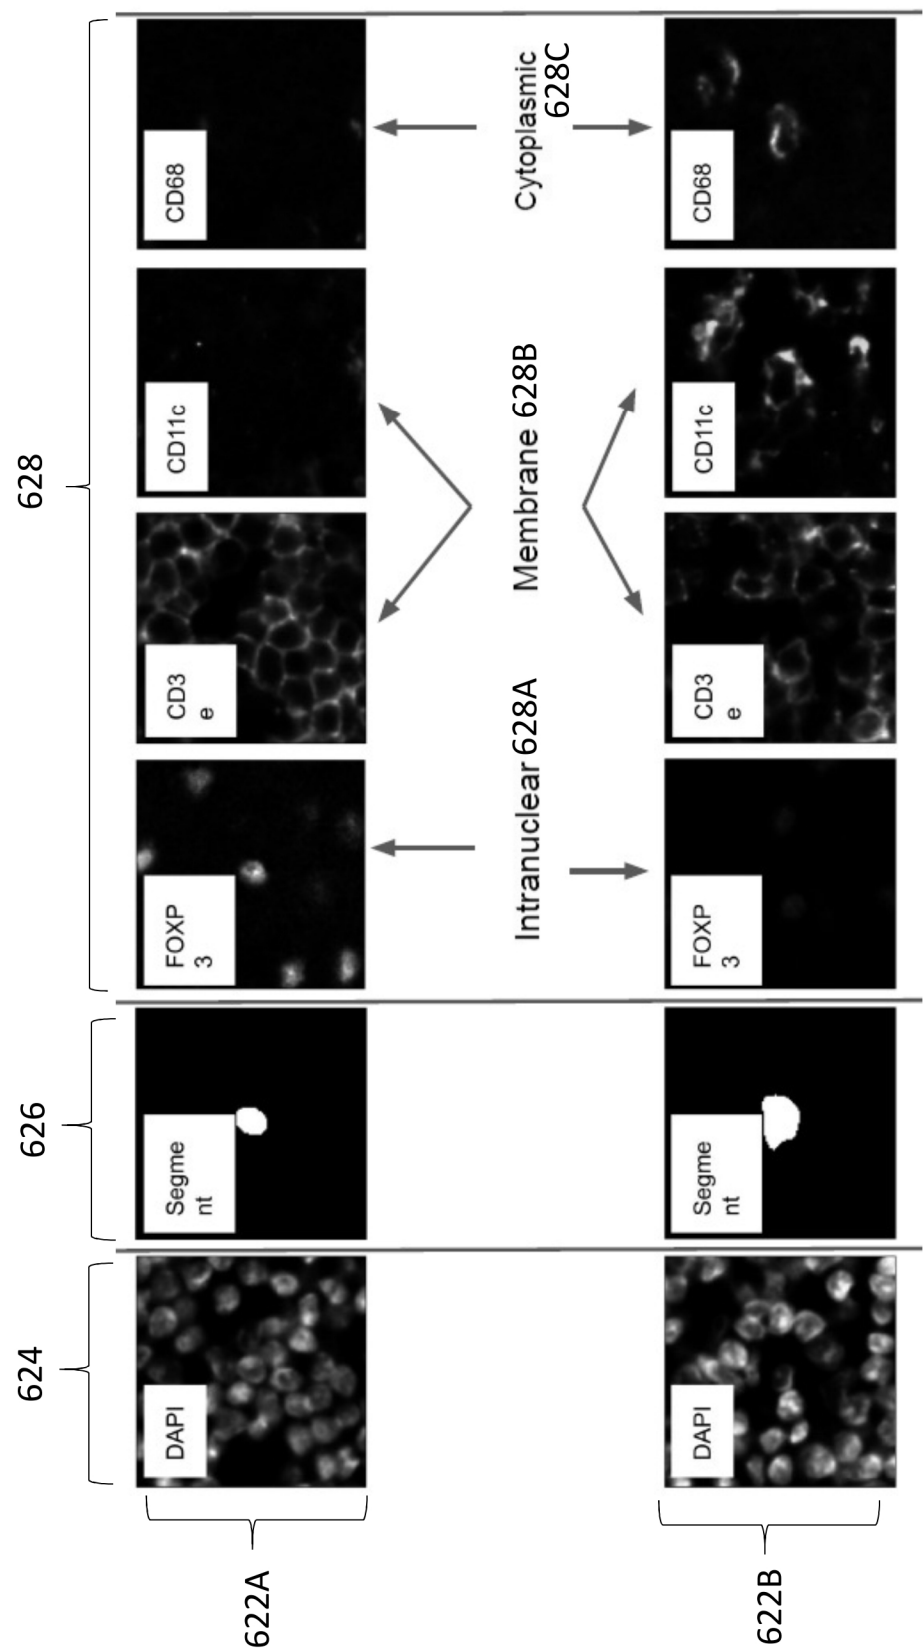 624
626
628
622A
DAPI
Segme
nt
FOXP
3
CD3
e
CD11c
CD68
Intranuclear 628A
Membrane 628B
Cytoplasmic
628C
622B
DAPI
Segme
nt
FOXP
3
CD3
e
CD11c
CD68